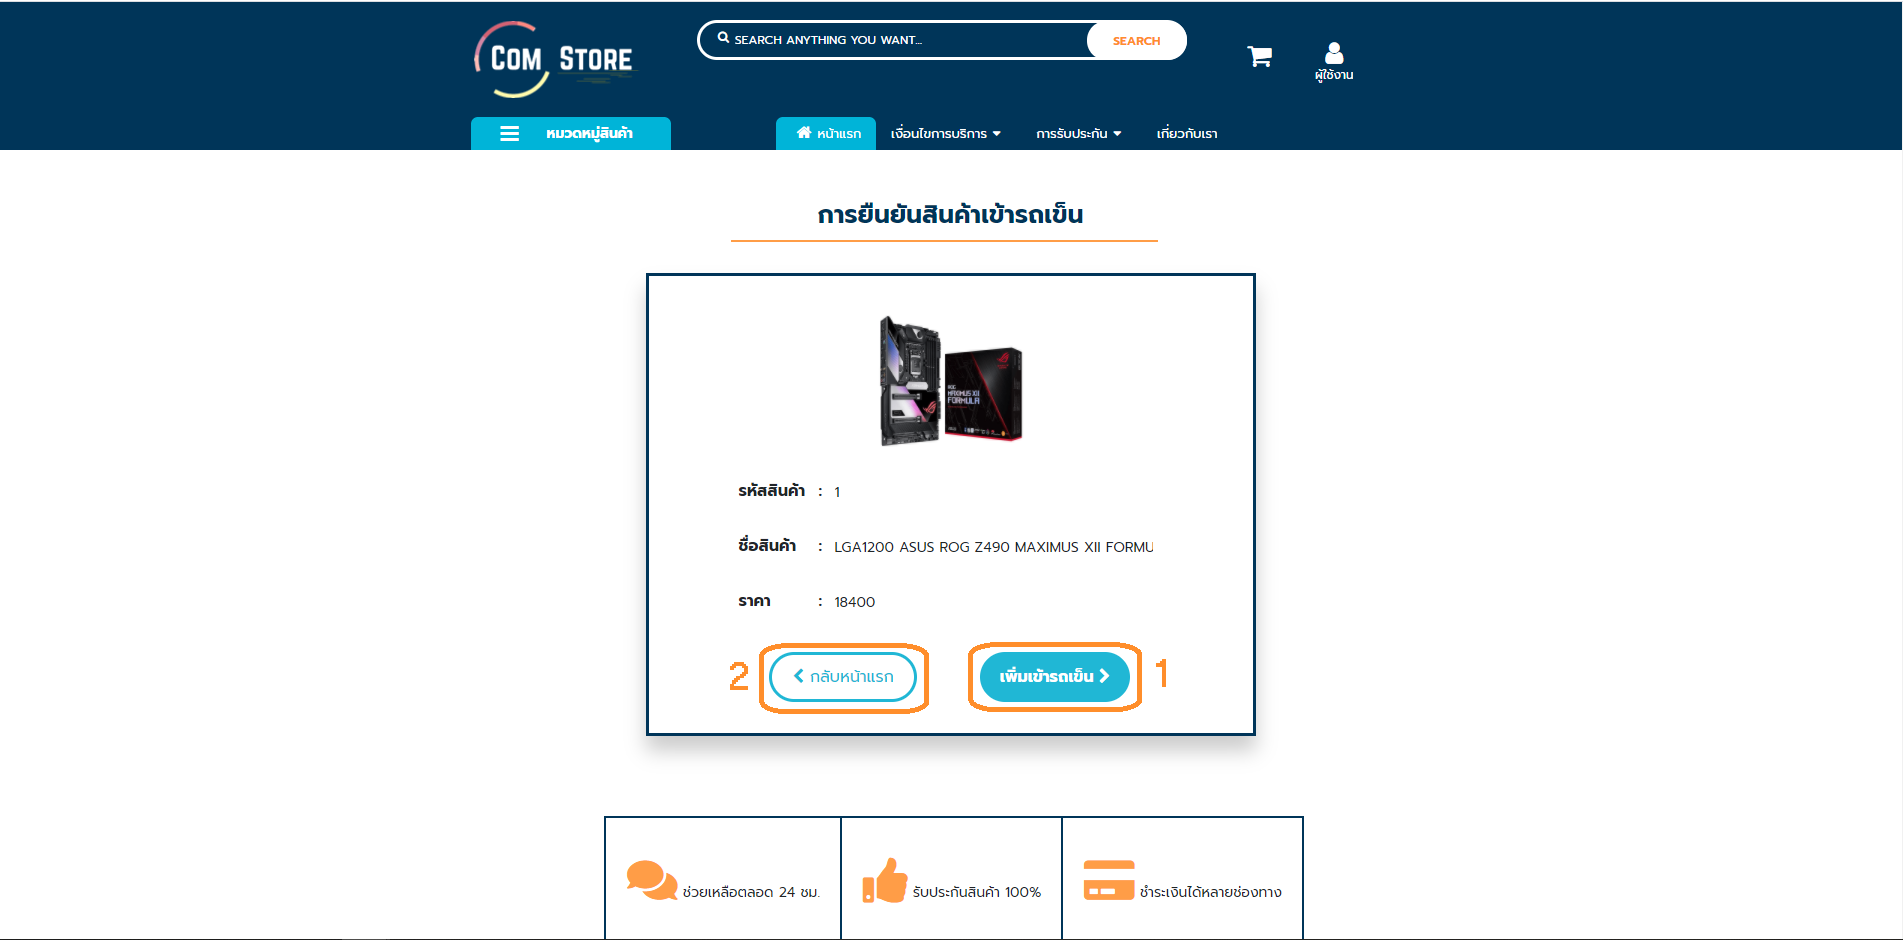 COM STORE
SEARCH ANYTHING YOU WANT...
SEARCH
ผู้ใช้งาน
หมวดหมู่สินค้า
หน้าแรก
เงื่อนไขการบริการ
การรับประกัน
เกี่ยวกับเรา
การยืนยันสินค้าเข้ารถเข็น
ROG
MAXIMUS XII
FORMULA
รหัสสินค้า : 1
ชื่อสินค้า : LGA1200 ASUS ROG Z490 MAXIMUS XII FORMU
ราคา : 18400
2
กลับหน้าแรก
เพิ่มเข้ารถเข็น
1
ช่วยเหลือตลอด 24 ชม.
รับประกันสินค้า 100%
ชำระเงินได้หลายช่องทาง